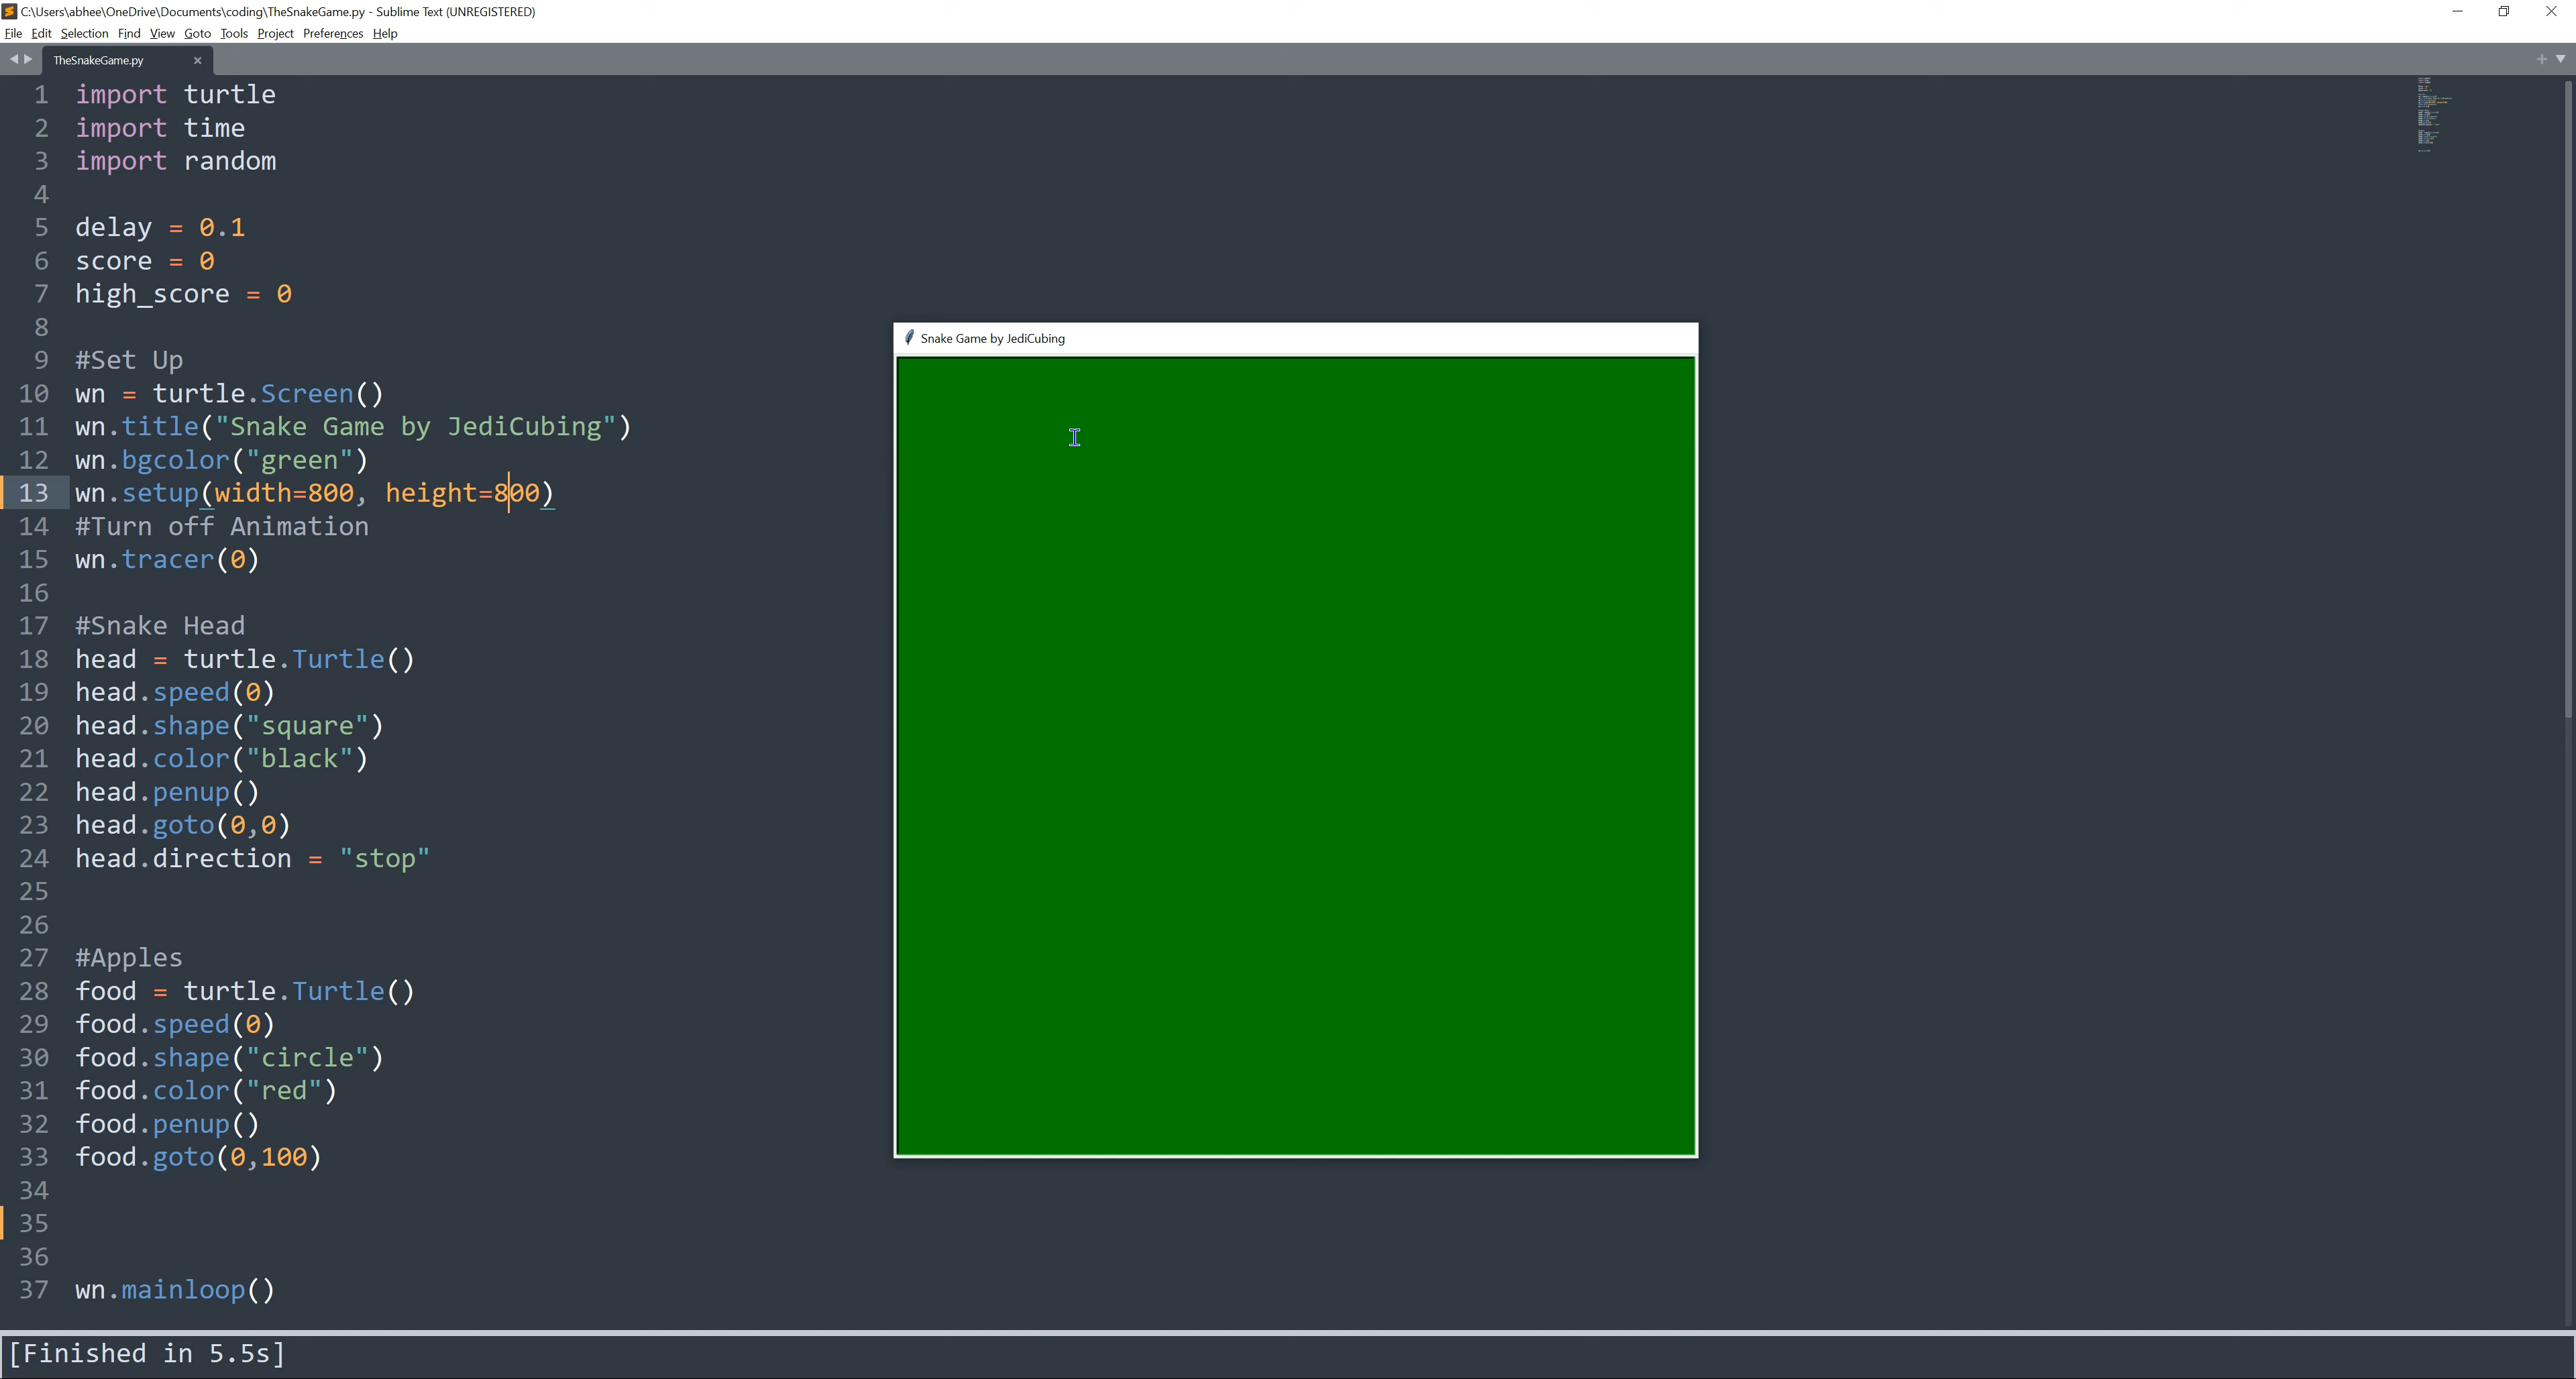 C:\Users\abhee\OneDrive\Documents\coding\TheSnakeGame.py - Sublime Text (UNREGISTERED)
File Edit Selection Find View Goto Tools Project Preferences Help
TheSnakeGame.py
1 import turtle
2 import time
3 import random
4
5 delay = 0.1
6 score = 0
7 high_score = 0
8
9 #Set Up
10 wn = turtle.Screen()
11 wn.title("Snake Game by JediCubing")
12 wn.bgcolor("green")
13 wn.setup(width=800, height=800)
14 #Turn off Animation
15 wn.tracer(0)
16
17 #Snake Head
18 head = turtle.Turtle()
19 head.speed(0)
20 head.shape("square")
21 head.color("black")
22 head.penup()
23 head.goto(0,0)
24 head.direction = "stop"
25
26
27 #Apples
28 food = turtle.Turtle()
29 food.speed(0)
30 food.shape("circle")
31 food.color("red")
32 food.penup()
33 food.goto(0,100)
34
35
36
37 wn.mainloop()
[Finished in 5.5s]
Snake Game by JediCubing